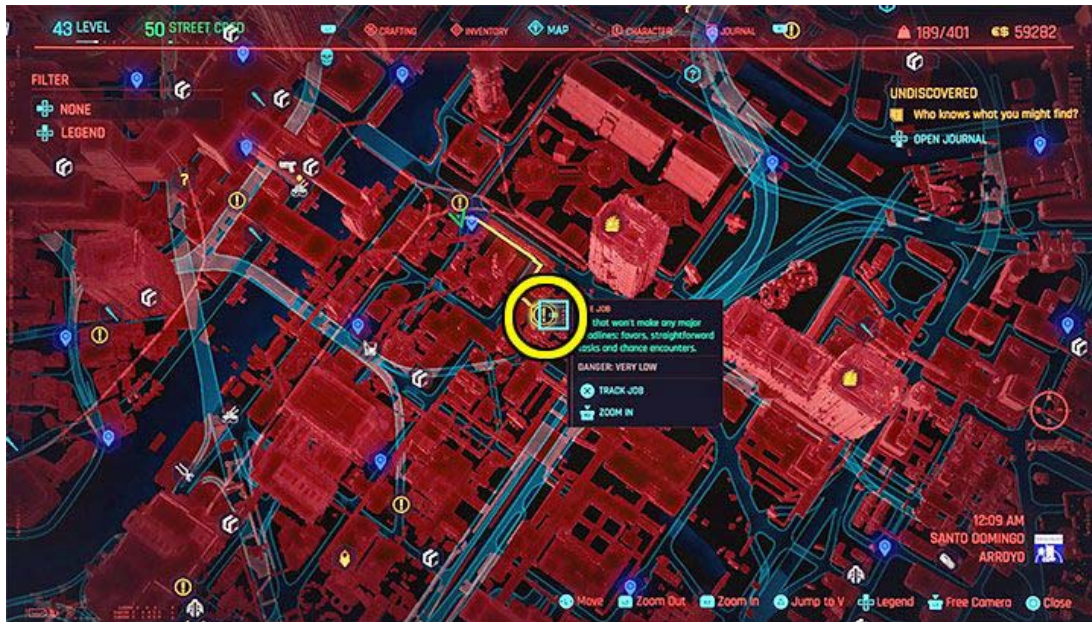 43 LEVEL 50 STREET CRED CRAFTING INVENTORY MAP CHARACTER JOURNAL 189/401 €$ 59282
FILTER
NONE
LEGEND
UNDISCOVERED
Who knows what you might find?
OPEN JOURNAL
E JOB
that won't make any major
adlines: favors, straightforward
asks and chance encounters.
DANGER: VERY LOW
TRACK JOB
ZOOM IN
12:09 AM
SANTO DOMINGO
ARROYO
Move Zoom Out Zoom In Jump to V Legend Free Camera Close